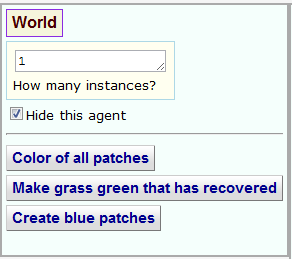 World
1
How many instances?
Hide this agent
Color of all patches
Make grass green that has recovered
Create blue patches